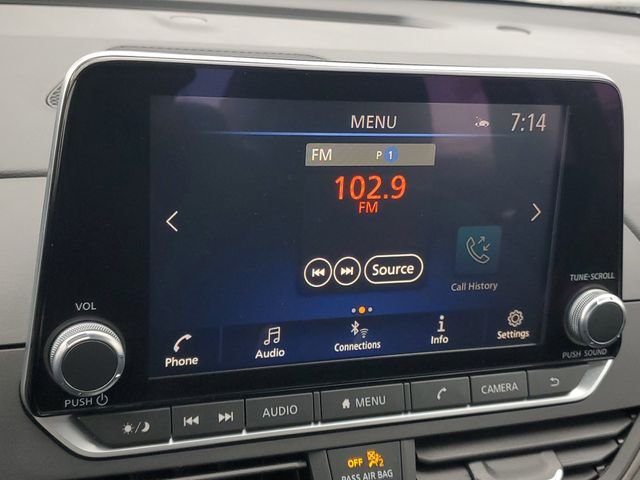 MENU 7:14
FM P 1
102.9
FM
Source
Call History
Phone Audio Connections Info Settings
VOL
PUSH
TUNE·SCROLL
PUSH SOUND
AUDIO MENU CAMERA
OFF 2
PASS AIR BAG